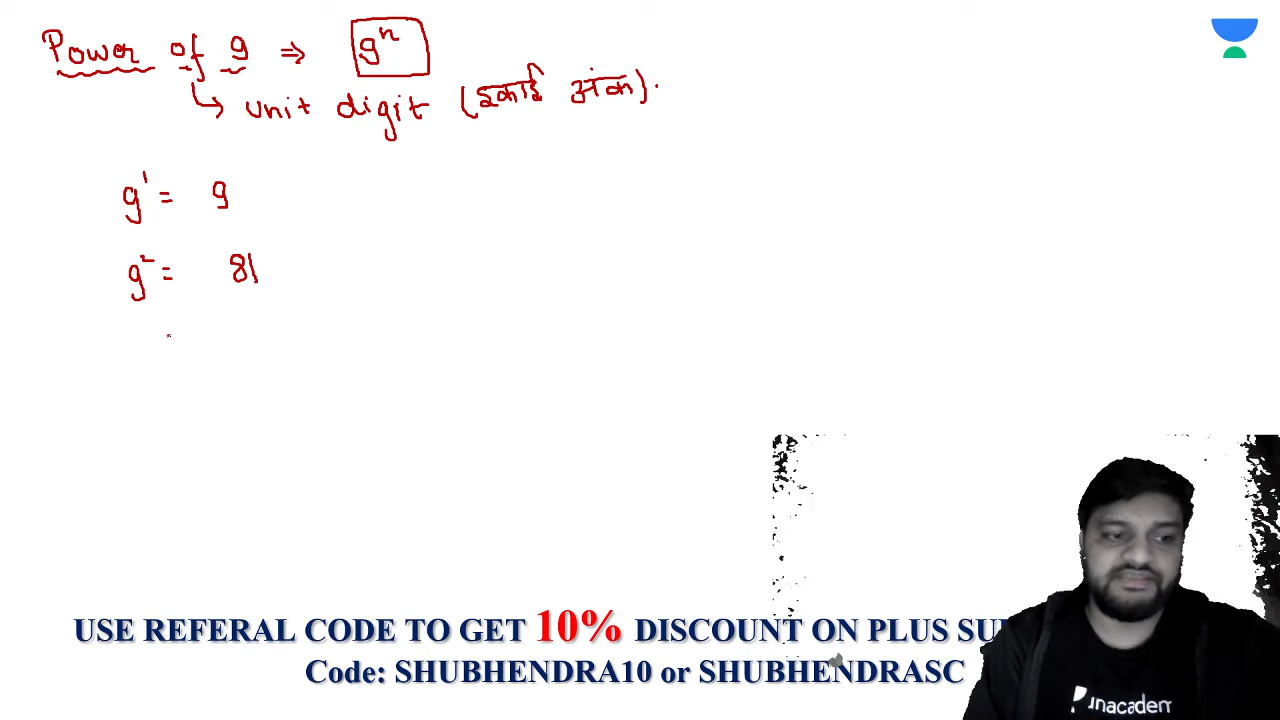 Power of 9 ⇒ 9ⁿ
↳ unit digit (इकाई अंक).
9¹ = 9
9² = 81
USE REFERAL CODE TO GET 10% DISCOUNT ON PLUS
Code: SHUBHENDRA10 or SHUBHENDRASC
unacadem